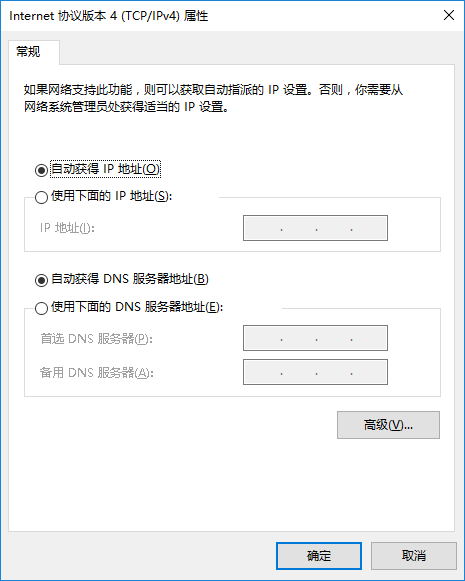 Internet 协议版本 4 (TCP/IPv4) 属性
常规
如果网络支持此功能，则可以获取自动指派的 IP 设置。否则，你需要从
网络系统管理员处获得适当的 IP 设置。
自动获得 IP 地址(O)
使用下面的 IP 地址(S):
IP 地址(I):
自动获得 DNS 服务器地址(B)
使用下面的 DNS 服务器地址(E):
首选 DNS 服务器(P):
备用 DNS 服务器(A):
高级(V)...
确定
取消